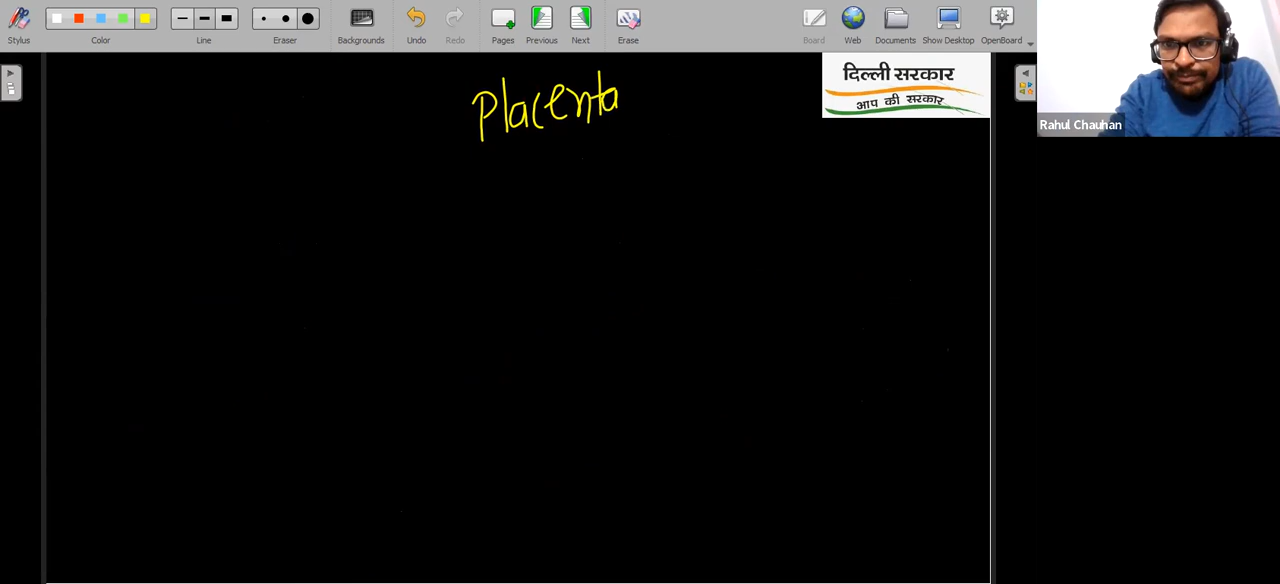 Stylus
Color
Line
Eraser
Backgrounds
Undo
Redo
Pages
Previous
Next
Erase
Board
Web
Documents
Show Desktop
OpenBoard
Placenta
दिल्ली सरकार
आप की सरकार
Rahul Chauhan